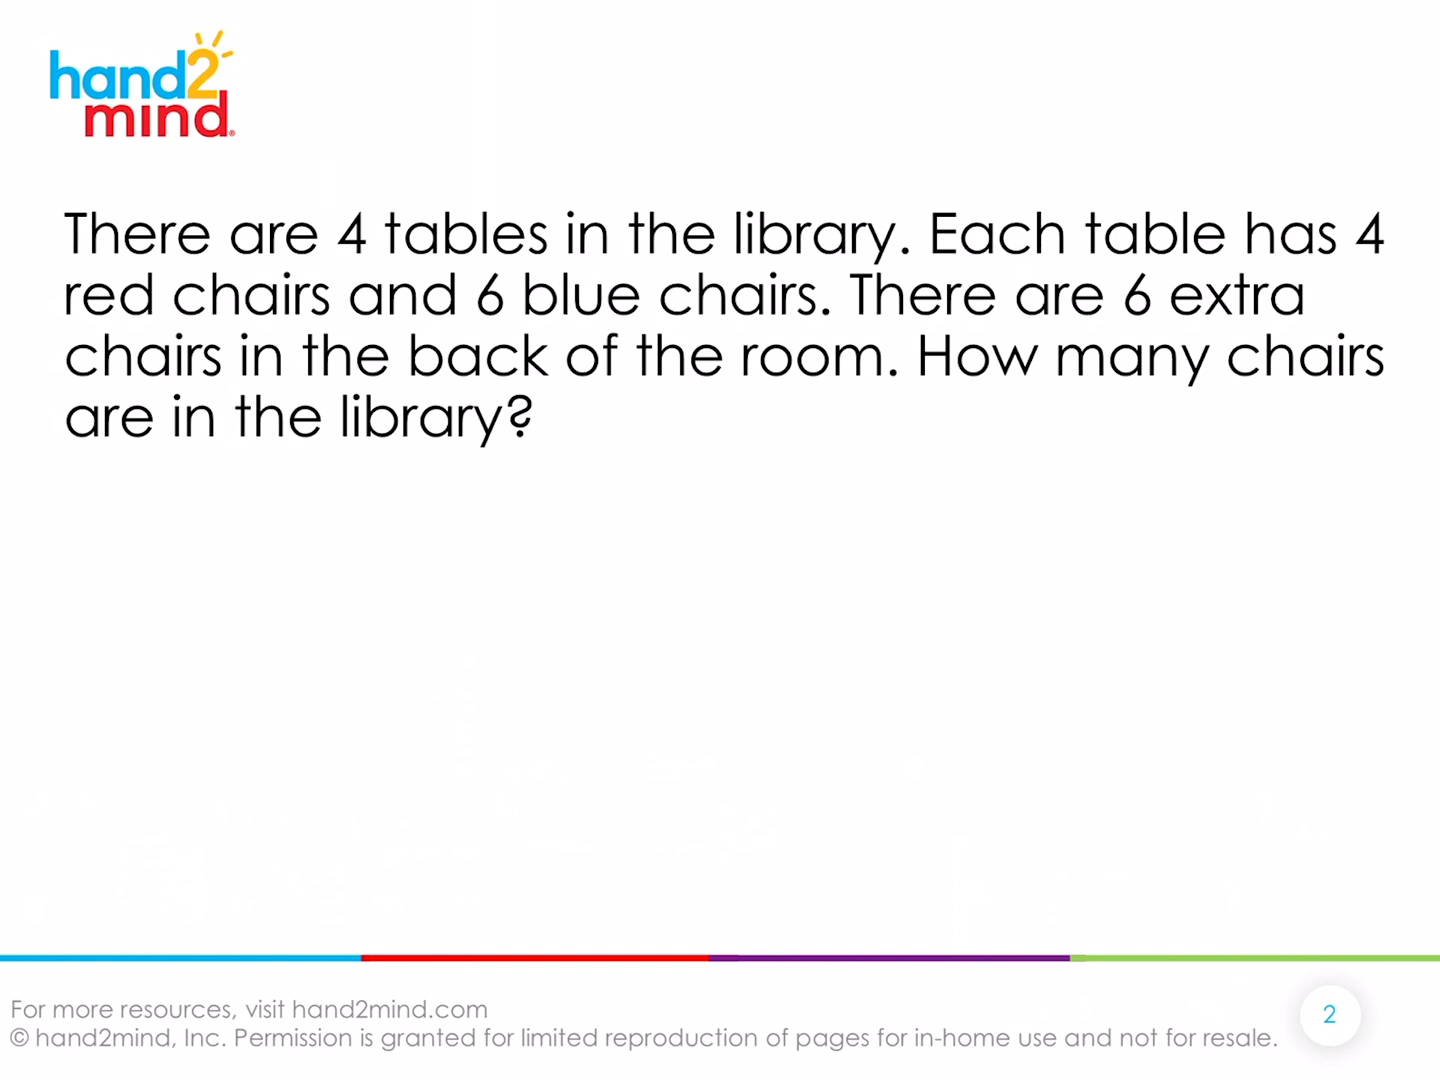 hand2
mind®
There are 4 tables in the library. Each table has 4
red chairs and 6 blue chairs. There are 6 extra
chairs in the back of the room. How many chairs
are in the library?
For more resources, visit hand2mind.com
© hand2mind, Inc. Permission is granted for limited reproduction of pages for in-home use and not for resale.
2